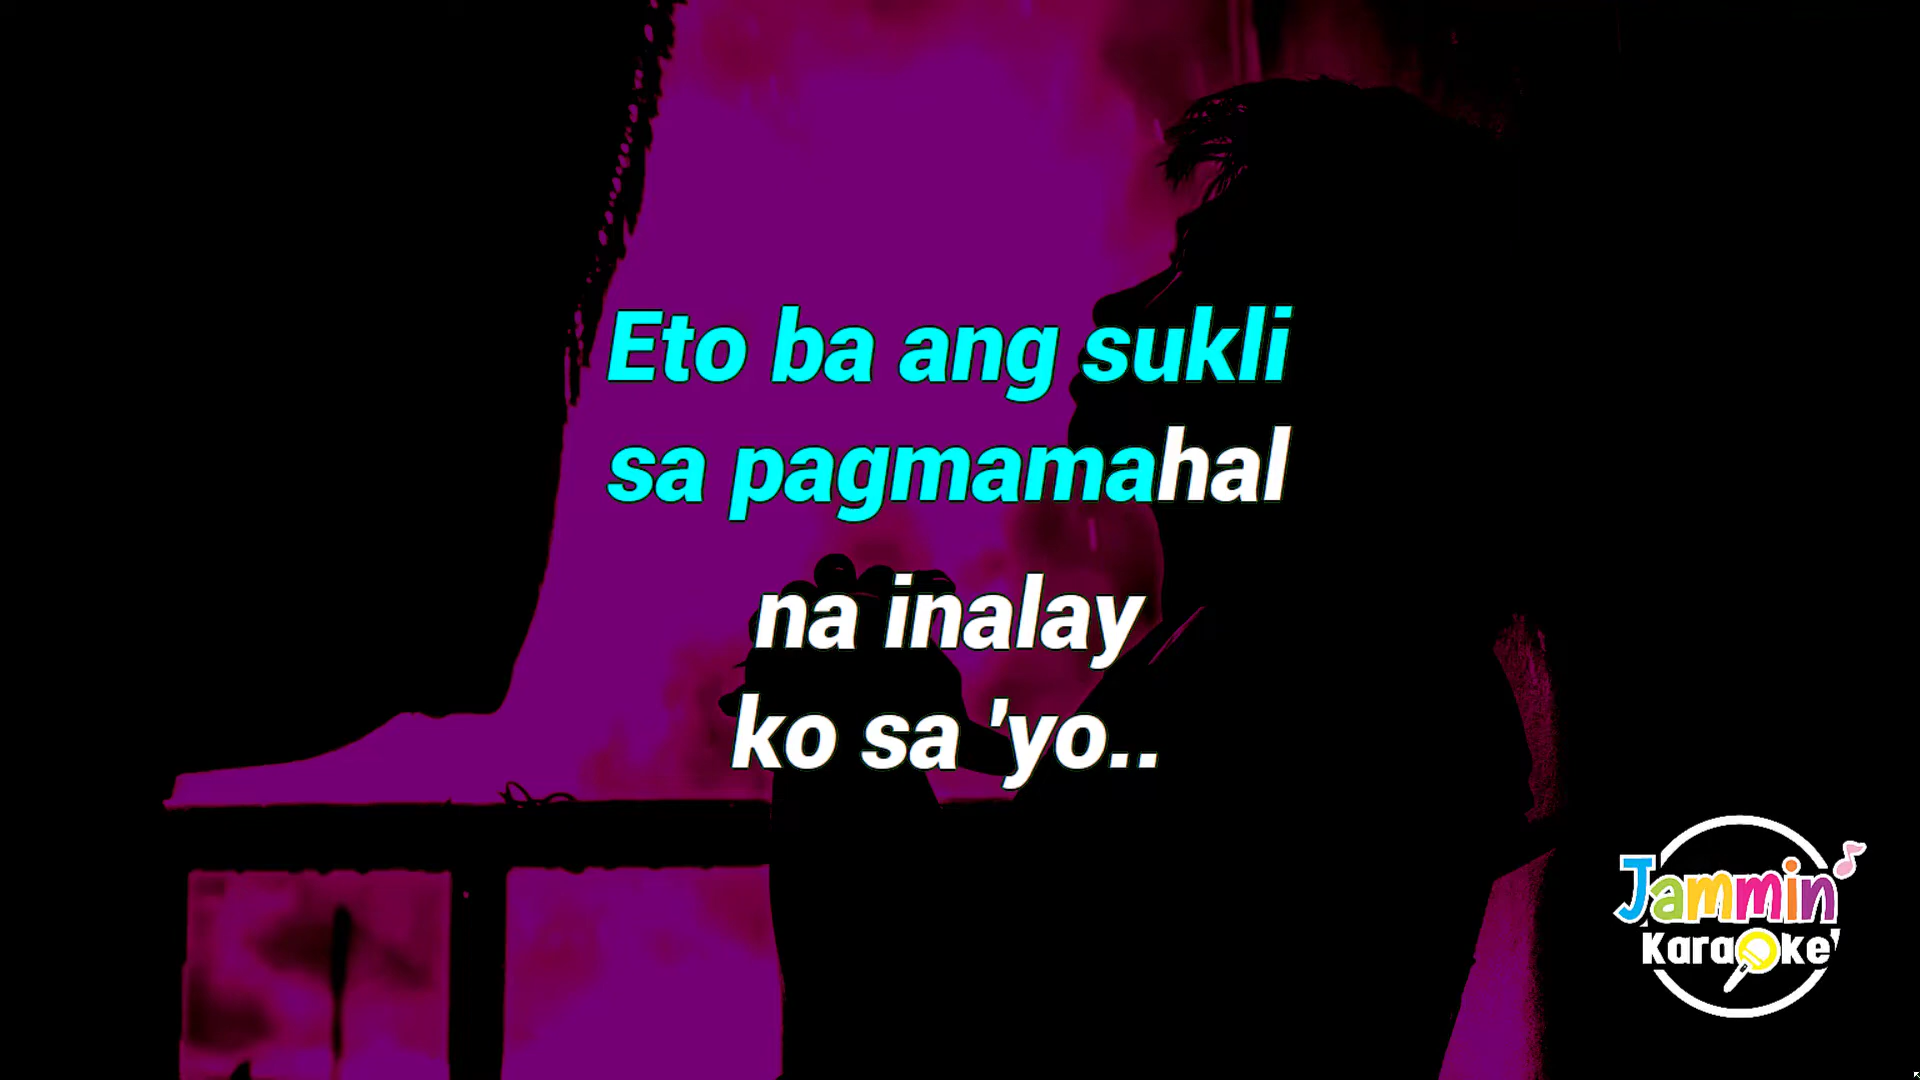 Eto ba ang sukli
sa pagmamahal
na inalay
ko sa 'yo..
Jammin'
Karaoke